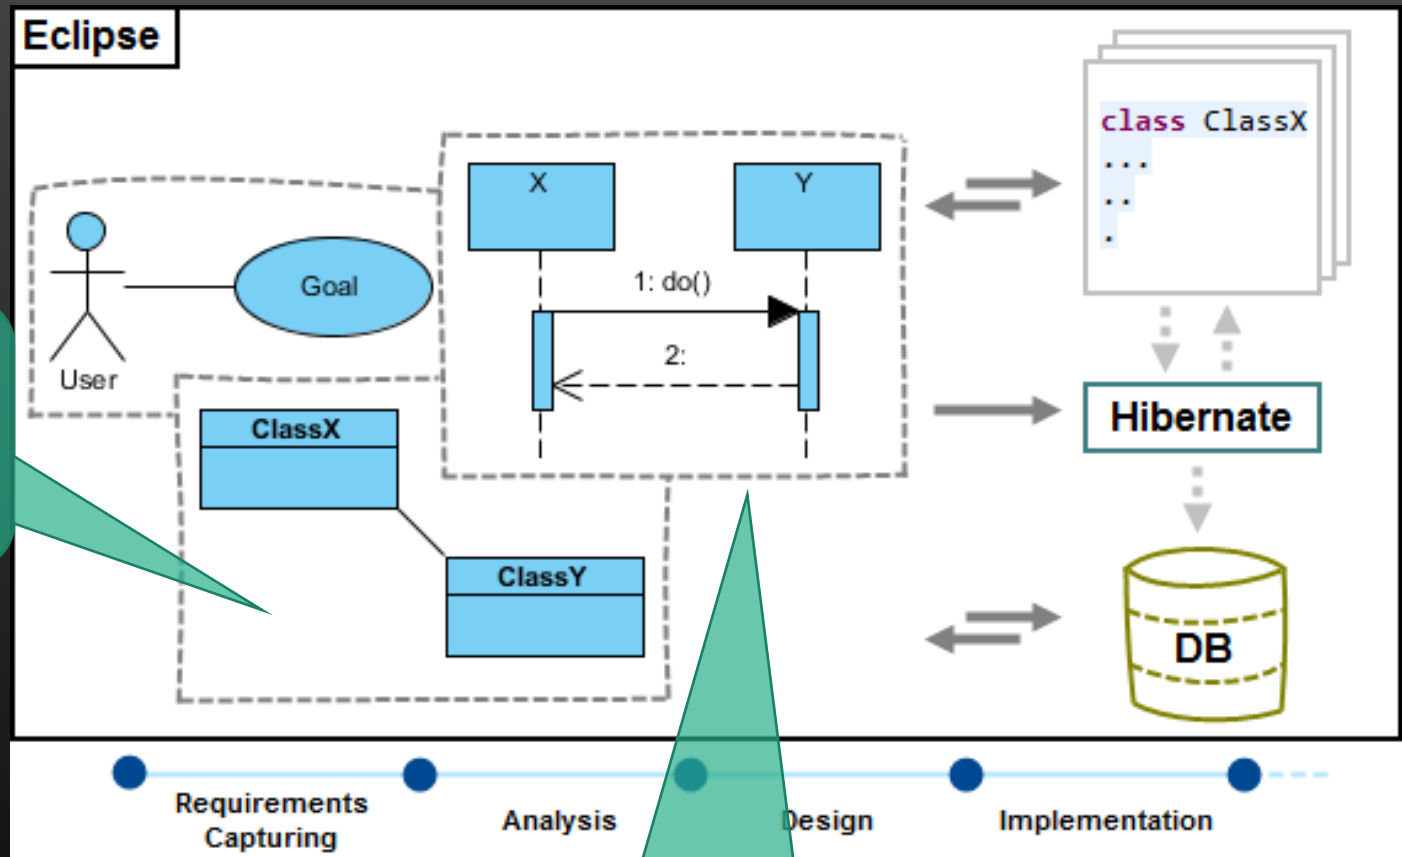 Eclipse
class ClassX
...
..
.
X
Y
1: do()
Goal
2:
User
ClassX
Hibernate
ClassY
DB
Requirements
Capturing
Analysis
Design
Implementation